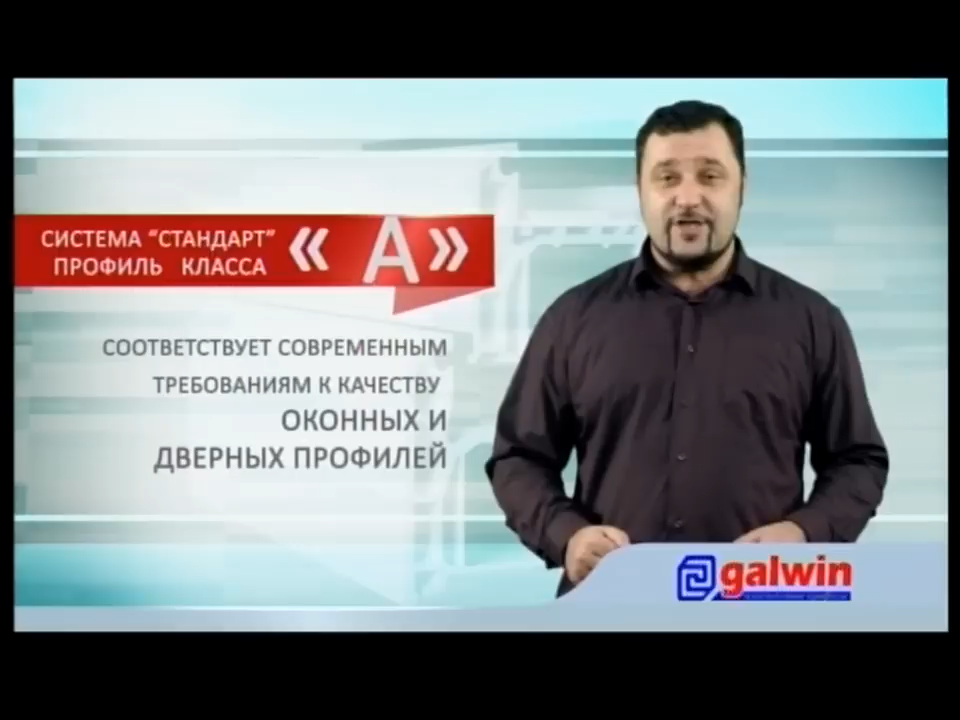 СИСТЕМА “СТАНДАРТ”
ПРОФИЛЬ КЛАССА
« А»
СООТВЕТСТВУЕТ СОВРЕМЕННЫМ
ТРЕБОВАНИЯМ К КАЧЕСТВУ
ОКОННЫХ И
ДВЕРНЫХ ПРОФИЛЕЙ
galwin